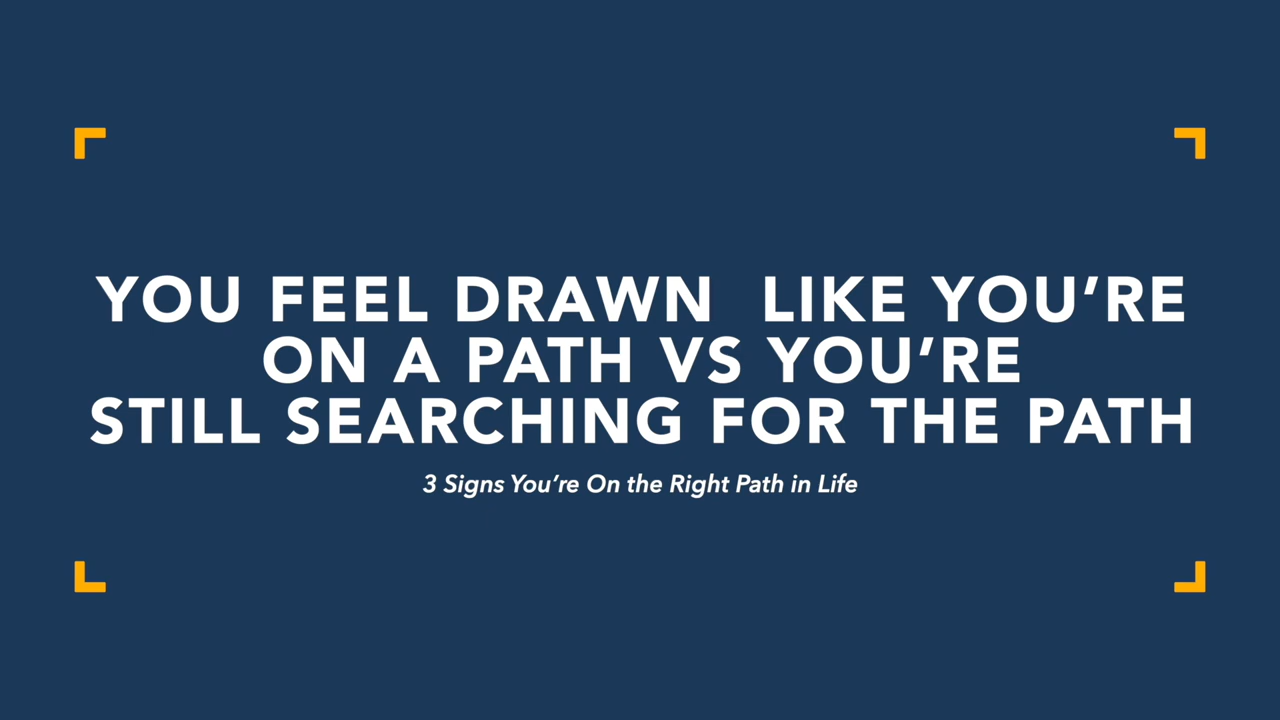 YOU FEEL DRAWN  LIKE YOU’RE
ON A PATH VS YOU’RE
STILL SEARCHING FOR THE PATH
3 Signs You’re On the Right Path in Life